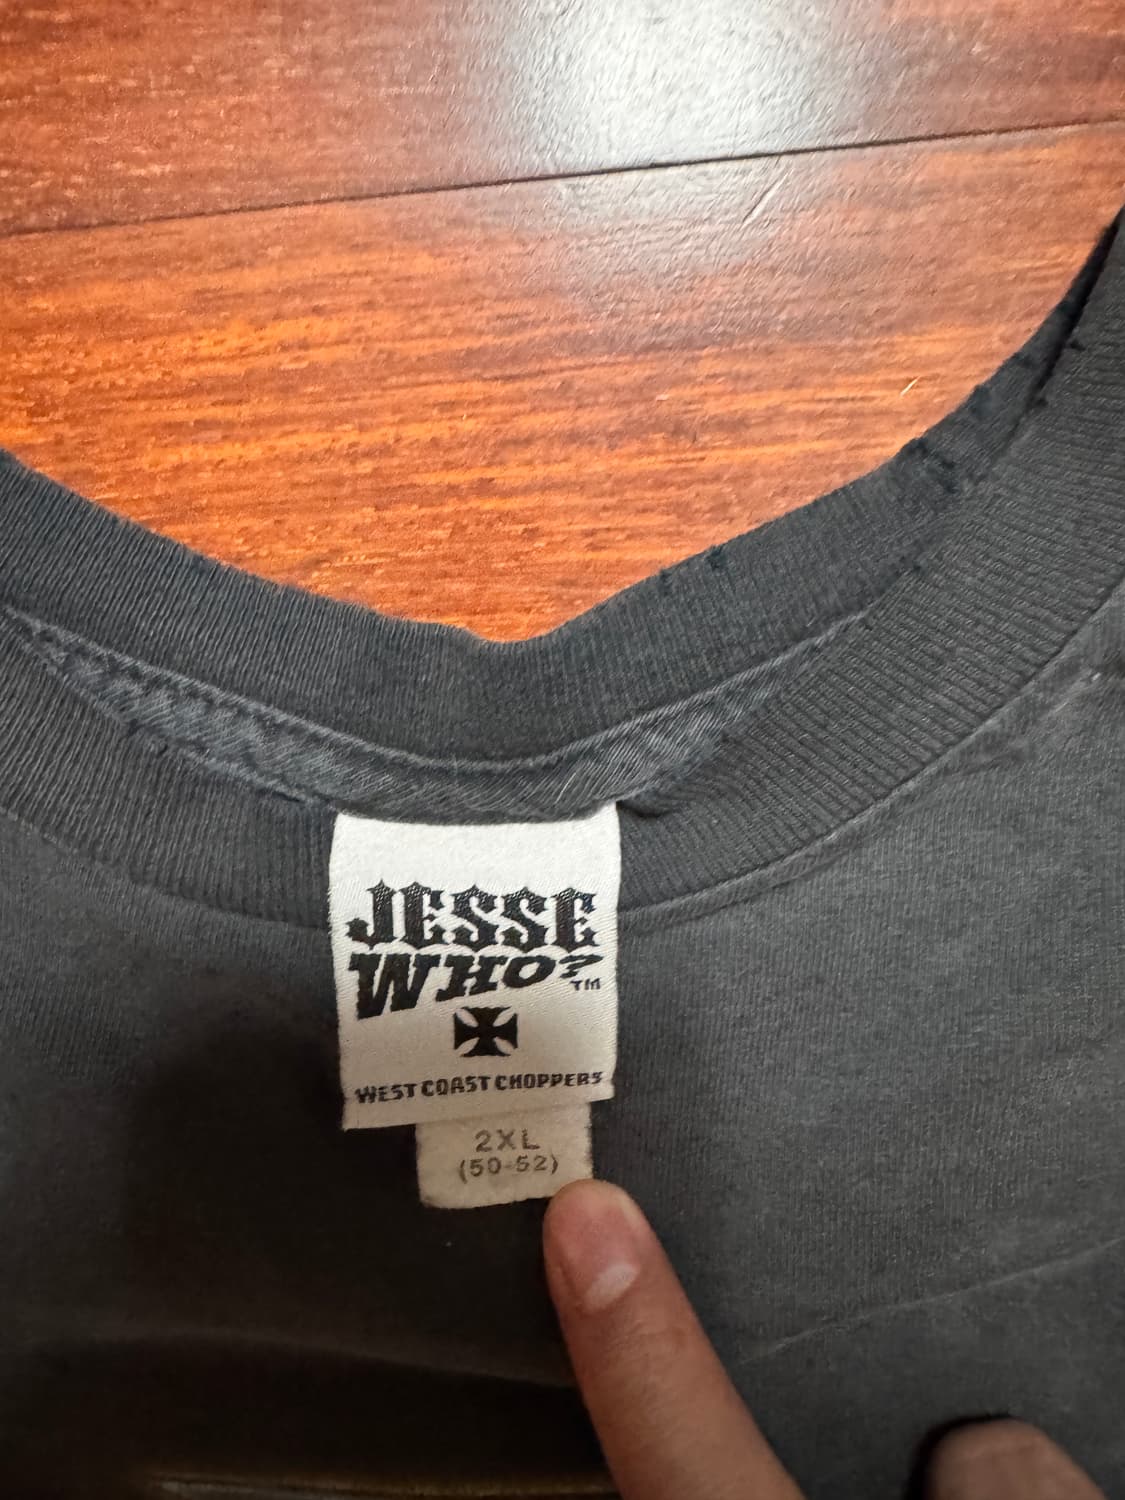 JESSE
WHO?™
WEST COAST CHOPPERS
2XL
(50-52)